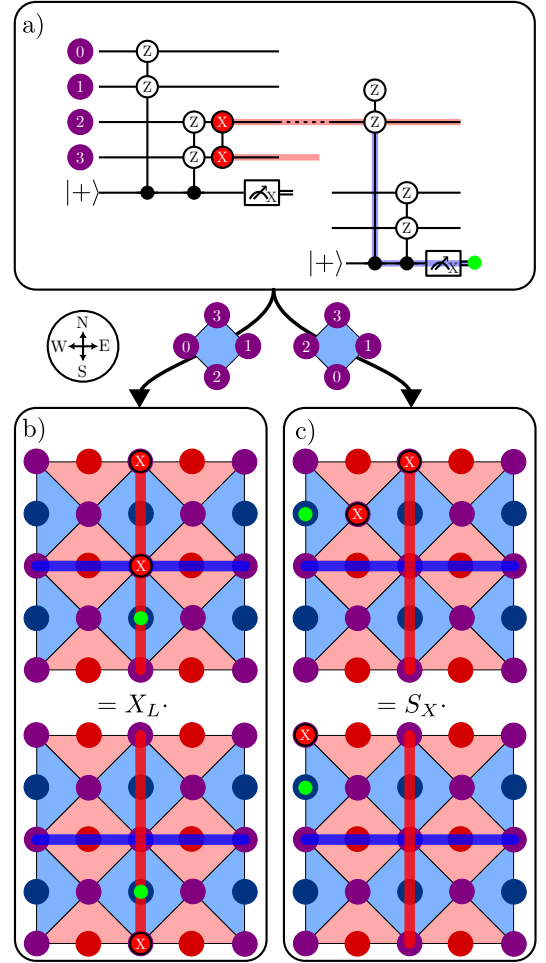 a)
0 Z
1 Z Z
2 Z X Z
3 Z X
|+⟩ X Z
Z
|+⟩ X
N
W E
S
3
0 1
2
3
2 1
0
b)
X
X
= X_L·
X
c)
X
X
= S_X·
X